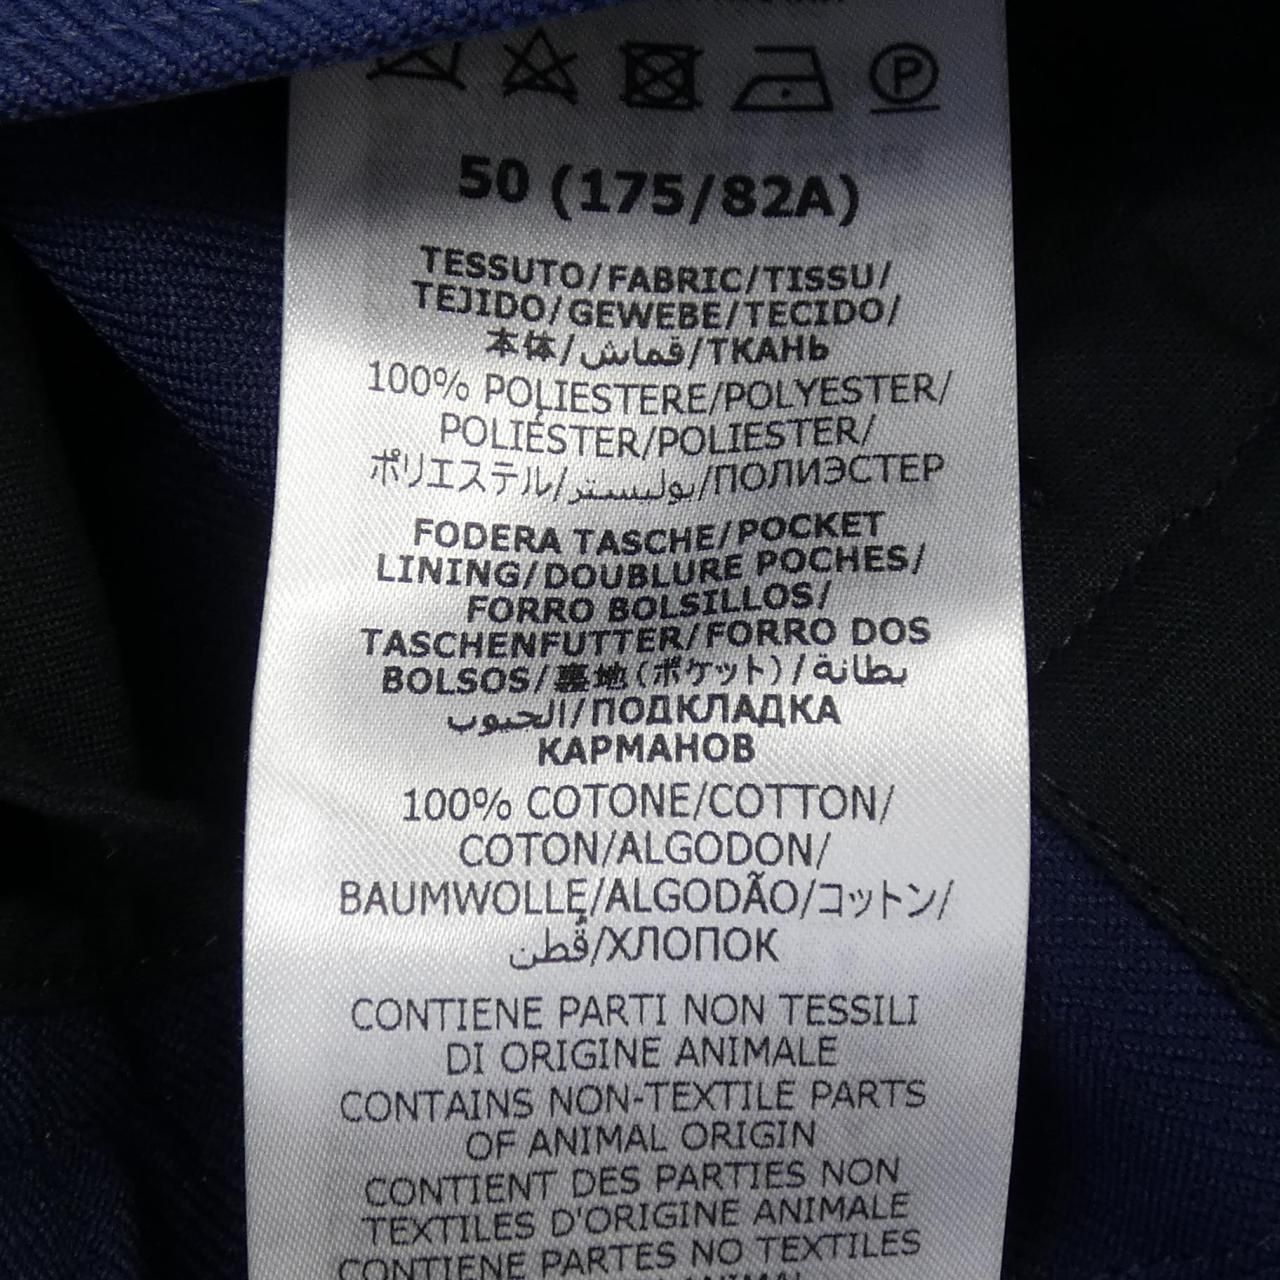 50 (175/82A)
TESSUTO/FABRIC/TISSU/
TEJIDO/GEWEBE/TECIDO/
本体/قماش/ТКАНЬ
100% POLIESTERE/POLYESTER/
POLIÉSTER/POLIESTER/
ポリエステル/بوليستر/ПОЛИЭСТЕР
FODERA TASCHE/POCKET
LINING/DOUBLURE POCHES/
FORRO BOLSILLOS/
TASCHENFUTTER/FORRO DOS
BOLSOS/裏地(ポケット)/بطانة
الجيوب/ПОДКЛАДКА
КАРМАНОВ
100% COTONE/COTTON/
COTON/ALGODON/
BAUMWOLLE/ALGODÃO/コットン/
قطن/ХЛОПОК
CONTIENE PARTI NON TESSILI
DI ORIGINE ANIMALE
CONTAINS NON-TEXTILE PARTS
OF ANIMAL ORIGIN
CONTIENT DES PARTIES NON
TEXTILES D'ORIGINE ANIMALE
CONTIENE PARTES NO TEXTILES